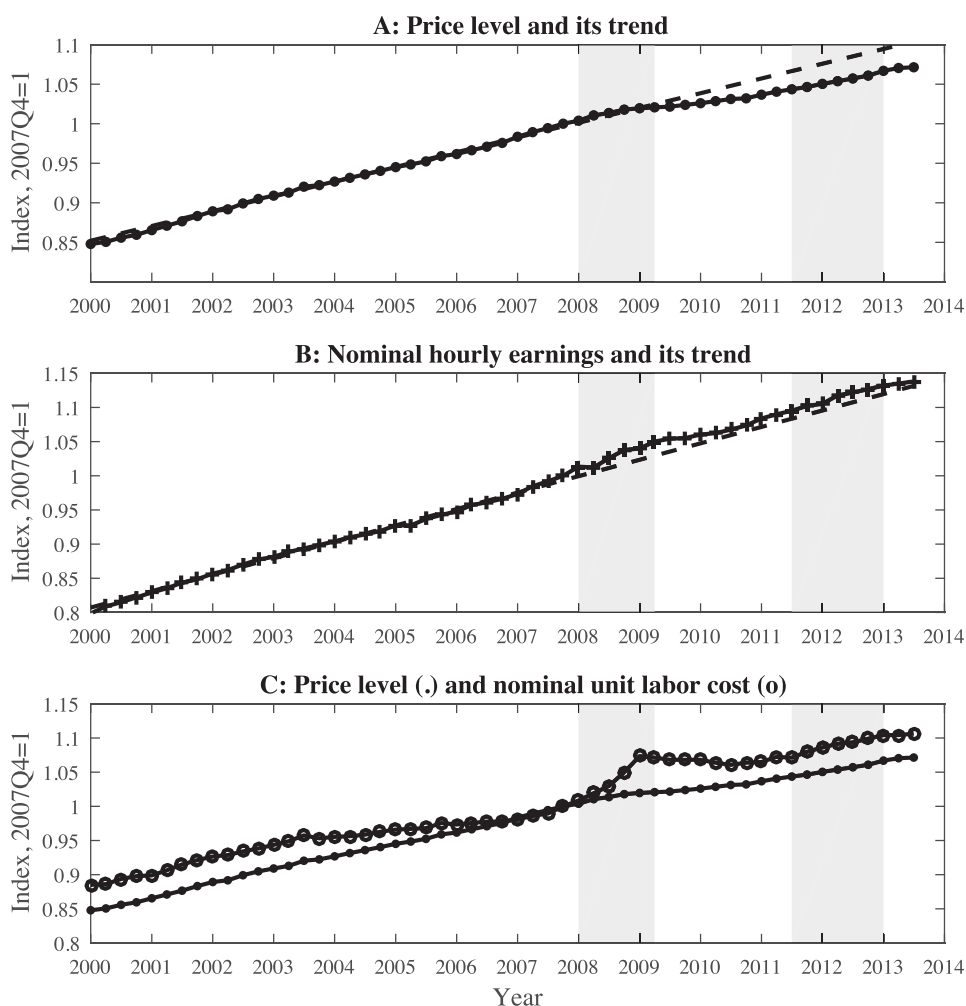 A: Price level and its trend
Index, 2007Q4=1
1.1
1.05
1
0.95
0.9
0.85
2000 2001 2002 2003 2004 2005 2006 2007 2008 2009 2010 2011 2012 2013 2014
B: Nominal hourly earnings and its trend
Index, 2007Q4=1
1.15
1.1
1.05
1
0.95
0.9
0.85
0.8
2000 2001 2002 2003 2004 2005 2006 2007 2008 2009 2010 2011 2012 2013 2014
C: Price level (.) and nominal unit labor cost (o)
Index, 2007Q4=1
1.15
1.1
1.05
1
0.95
0.9
0.85
0.8
2000 2001 2002 2003 2004 2005 2006 2007 2008 2009 2010 2011 2012 2013 2014
Year